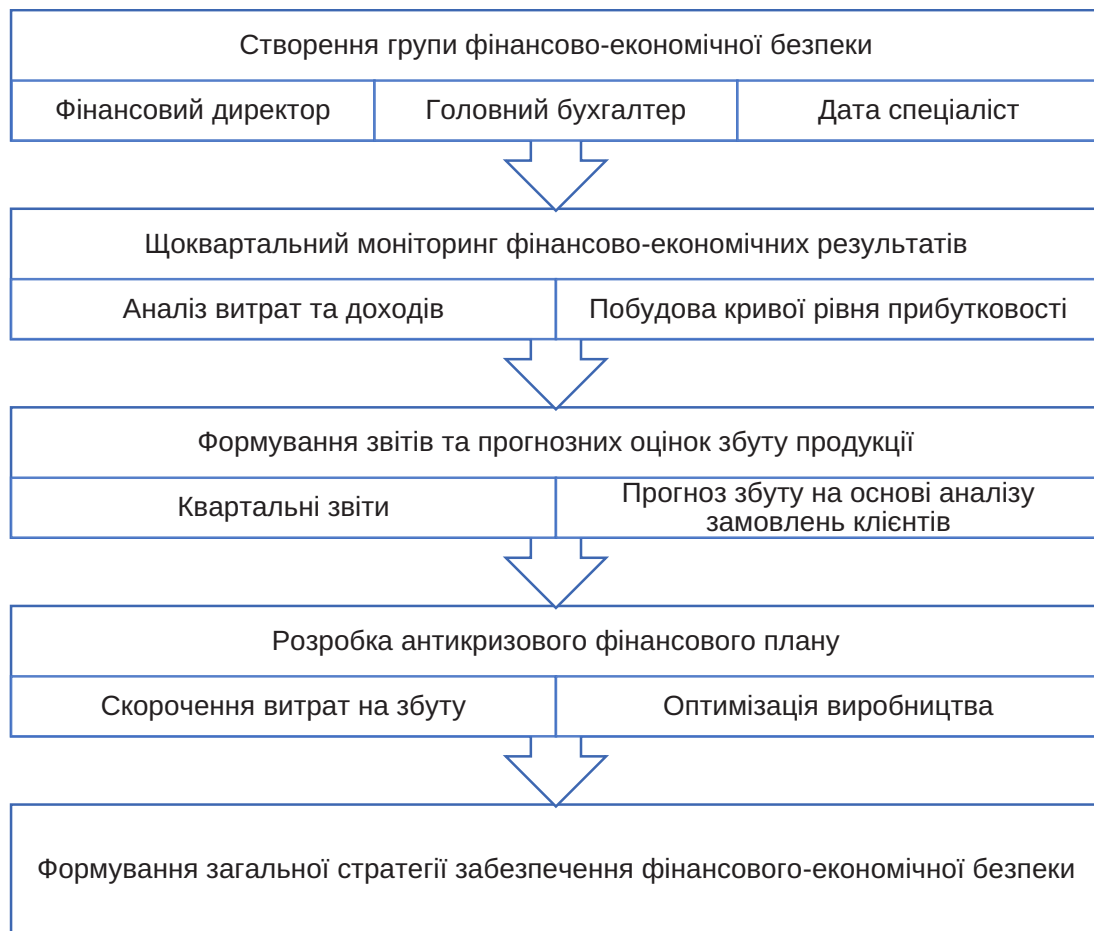 Створення групи фінансово-економічної безпеки
Фінансовий директор
Головний бухгалтер
Дата спеціаліст
Щоквартальний моніторинг фінансово-економічних результатів
Аналіз витрат та доходів
Побудова кривої рівня прибутковості
Формування звітів та прогнозних оцінок збуту продукції
Квартальні звіти
Прогноз збуту на основі аналізу
замовлень клієнтів
Розробка антикризового фінансового плану
Скорочення витрат на збуту
Оптимізація виробництва
Формування загальної стратегії забезпечення фінансового-економічної безпеки